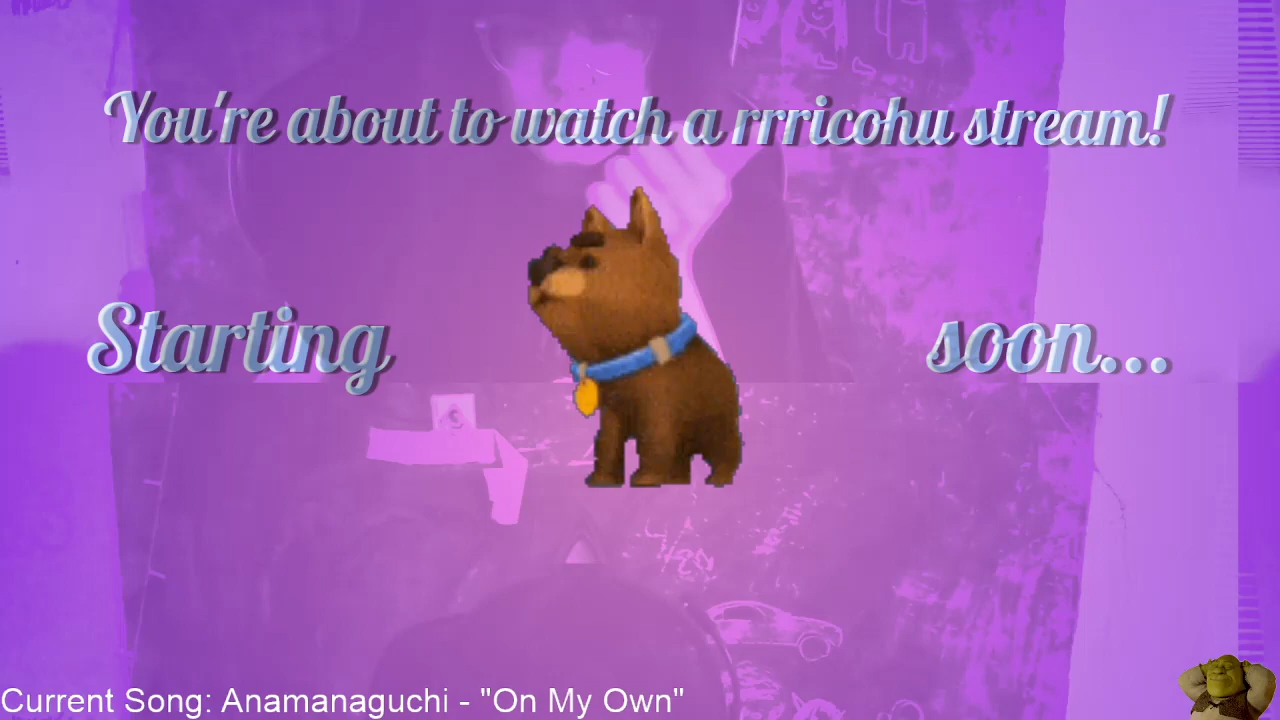 You're about to watch a rrricohu stream!
Starting soon...
Current Song: Anamanaguchi - "On My Own"